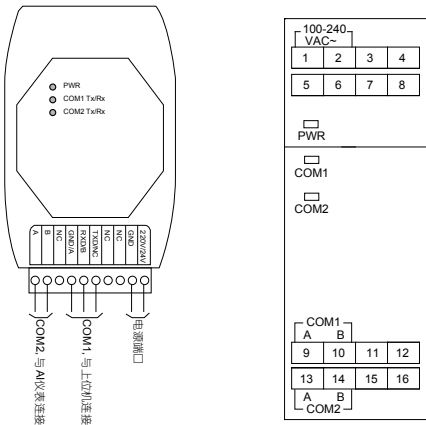 PWR
COM1 Tx/Rx
COM2 Tx/Rx
A
B
NC
GND/A
RXD/B
TXD/NC
NC
NC
GND
220V/24V
COM2, 与AI仪表连接
COM1, 与上位机连接
电源端口
100-240
VAC~
1 2 3 4
5 6 7 8
PWR
COM1
COM2
COM1
A B
9 10 11 12
13 14 15 16
A B
COM2